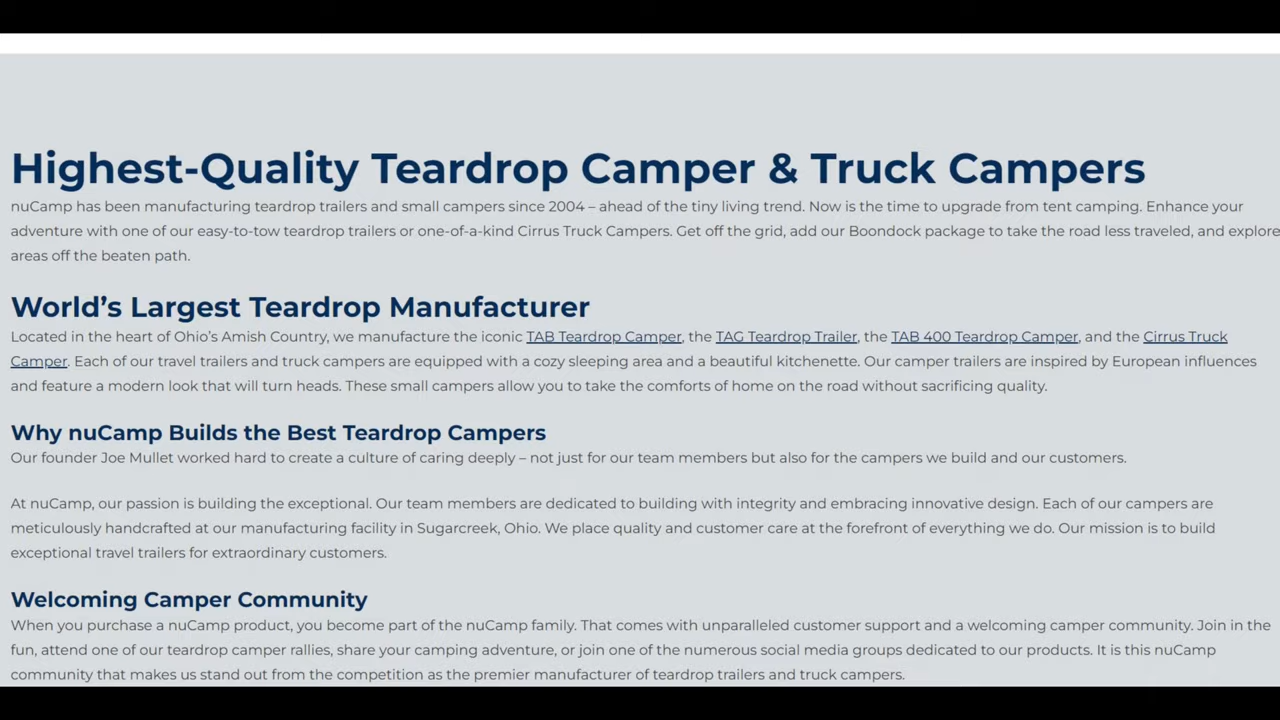 Highest-Quality Teardrop Camper & Truck Campers
nuCamp has been manufacturing teardrop trailers and small campers since 2004 – ahead of the tiny living trend. Now is the time to upgrade from tent camping. Enhance your
adventure with one of our easy-to-tow teardrop trailers or one-of-a-kind Cirrus Truck Campers. Get off the grid, add our Boondock package to take the road less traveled, and explore
areas off the beaten path.
World’s Largest Teardrop Manufacturer
Located in the heart of Ohio’s Amish Country, we manufacture the iconic TAB Teardrop Camper, the TAG Teardrop Trailer, the TAB 400 Teardrop Camper, and the Cirrus Truck
Camper. Each of our travel trailers and truck campers are equipped with a cozy sleeping area and a beautiful kitchenette. Our camper trailers are inspired by European influences
and feature a modern look that will turn heads. These small campers allow you to take the comforts of home on the road without sacrificing quality.
Why nuCamp Builds the Best Teardrop Campers
Our founder Joe Mullet worked hard to create a culture of caring deeply – not just for our team members but also for the campers we build and our customers.
At nuCamp, our passion is building the exceptional. Our team members are dedicated to building with integrity and embracing innovative design. Each of our campers are
meticulously handcrafted at our manufacturing facility in Sugarcreek, Ohio. We place quality and customer care at the forefront of everything we do. Our mission is to build
exceptional travel trailers for extraordinary customers.
Welcoming Camper Community
When you purchase a nuCamp product, you become part of the nuCamp family. That comes with unparalleled customer support and a welcoming camper community. Join in the
fun, attend one of our teardrop camper rallies, share your camping adventure, or join one of the numerous social media groups dedicated to our products. It is this nuCamp
community that makes us stand out from the competition as the premier manufacturer of teardrop trailers and truck campers.